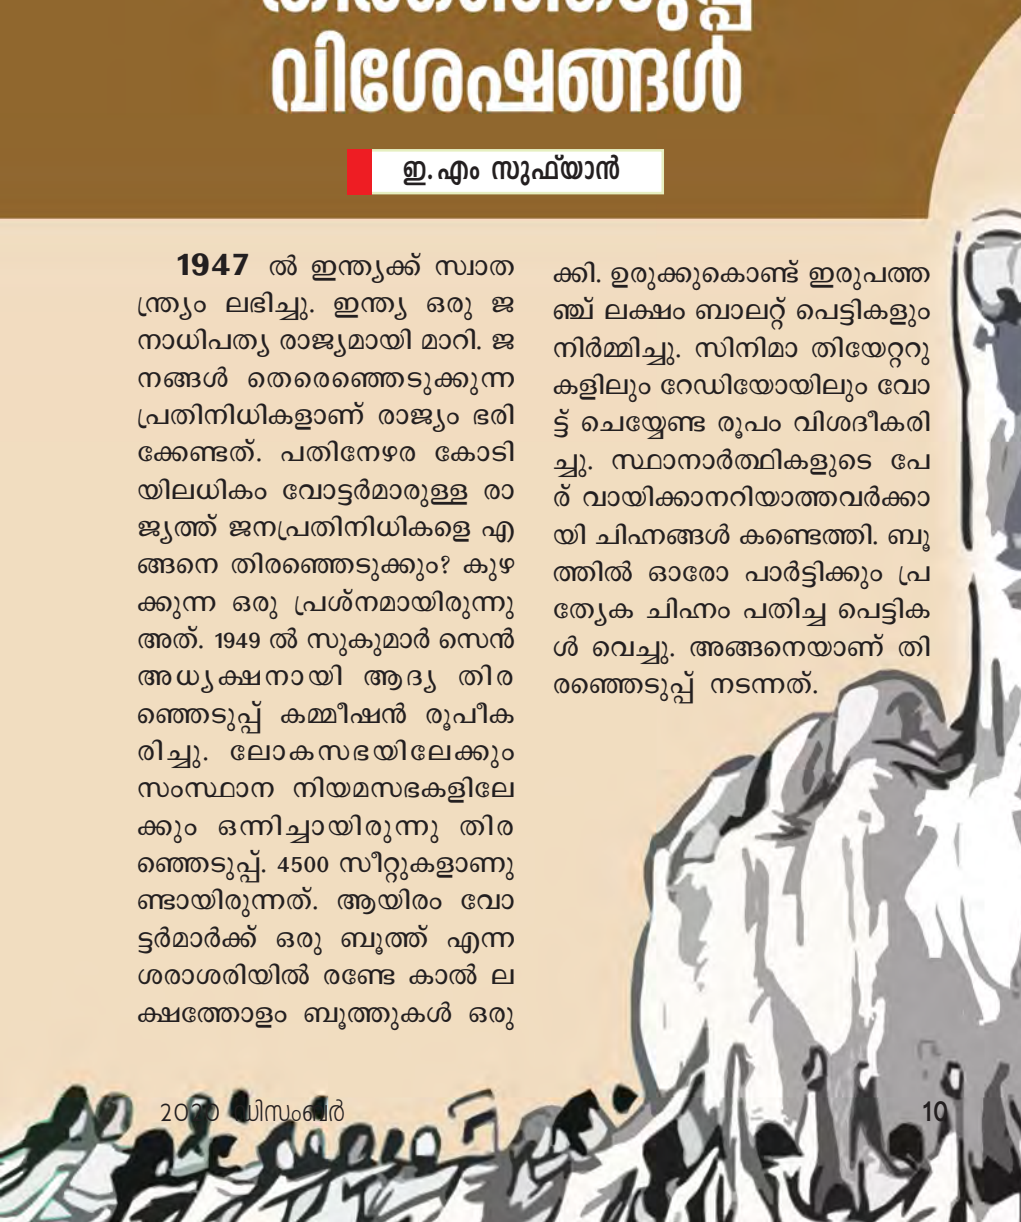 വിശേഷങ്ങൾ
ഇ.എം സുഫ്‌യാൻ
1947 ൽ ഇന്ത്യക്ക് സ്വാത
ന്ത്ര്യം ലഭിച്ചു. ഇന്ത്യ ഒരു ജ
നാധിപത്യ രാജ്യമായി മാറി. ജ
നങ്ങൾ തെരെഞ്ഞെടുക്കുന്ന
പ്രതിനിധികളാണ് രാജ്യം ഭരി
ക്കേണ്ടത്. പതിനേഴര കോടി
യിലധികം വോട്ടർമാരുള്ള രാ
ജ്യത്ത് ജനപ്രതിനിധികളെ എ
ങ്ങനെ തിരഞ്ഞെടുക്കും? കുഴ
ക്കുന്ന ഒരു പ്രശ്നമായിരുന്നു
അത്. 1949 ൽ സുകുമാർ സെൻ
അധ്യക്ഷനായി ആദ്യ തിര
ഞ്ഞെടുപ്പ് കമ്മീഷൻ രൂപീക
രിച്ചു. ലോകസഭയിലേക്കും
സംസ്ഥാന നിയമസഭകളിലേ
ക്കും ഒന്നിച്ചായിരുന്നു തിര
ഞ്ഞെടുപ്പ്. 4500 സീറ്റുകളാണു
ണ്ടായിരുന്നത്. ആയിരം വോ
ട്ടർമാർക്ക് ഒരു ബൂത്ത് എന്ന
ശരാശരിയിൽ രണ്ടേ കാൽ ല
ക്ഷത്തോളം ബൂത്തുകൾ ഒരു
ക്കി. ഉരുക്കുകൊണ്ട് ഇരുപത്ത
ഞ്ച് ലക്ഷം ബാലറ്റ് പെട്ടികളും
നിർമ്മിച്ചു. സിനിമാ തിയേറ്ററു
കളിലും റേഡിയോയിലും വോ
ട്ട് ചെയ്യേണ്ട രൂപം വിശദീകരി
ച്ചു. സ്ഥാനാർത്ഥികളുടെ പേ
ര് വായിക്കാനറിയാത്തവർക്കാ
യി ചിഹ്നങ്ങൾ കണ്ടെത്തി. ബൂ
ത്തിൽ ഓരോ പാർട്ടിക്കും പ്ര
ത്യേക ചിഹ്നം പതിച്ച പെട്ടിക
ൾ വെച്ചു. അങ്ങനെയാണ് തി
രഞ്ഞെടുപ്പ് നടന്നത്.
2020 ഡിസംബർ
10